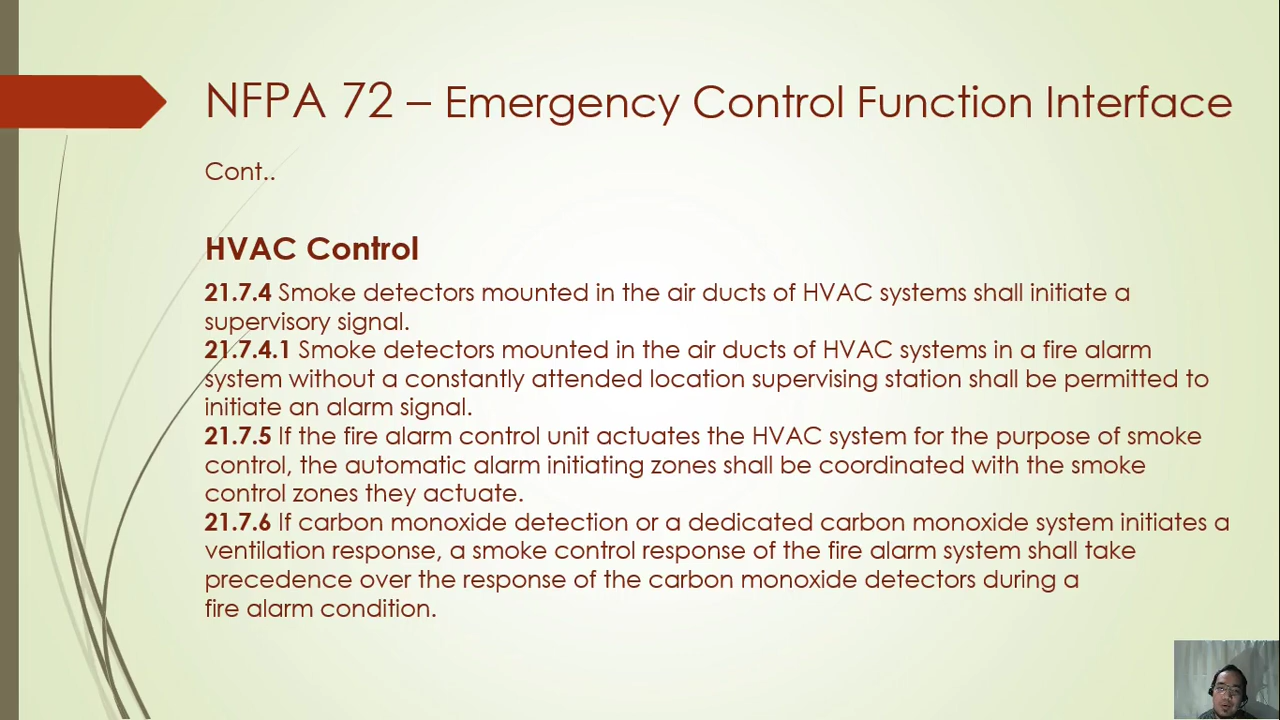 NFPA 72 – Emergency Control Function Interface
Cont..
HVAC Control
21.7.4 Smoke detectors mounted in the air ducts of HVAC systems shall initiate a
supervisory signal.
21.7.4.1 Smoke detectors mounted in the air ducts of HVAC systems in a fire alarm
system without a constantly attended location supervising station shall be permitted to
initiate an alarm signal.
21.7.5 If the fire alarm control unit actuates the HVAC system for the purpose of smoke
control, the automatic alarm initiating zones shall be coordinated with the smoke
control zones they actuate.
21.7.6 If carbon monoxide detection or a dedicated carbon monoxide system initiates a
ventilation response, a smoke control response of the fire alarm system shall take
precedence over the response of the carbon monoxide detectors during a
fire alarm condition.